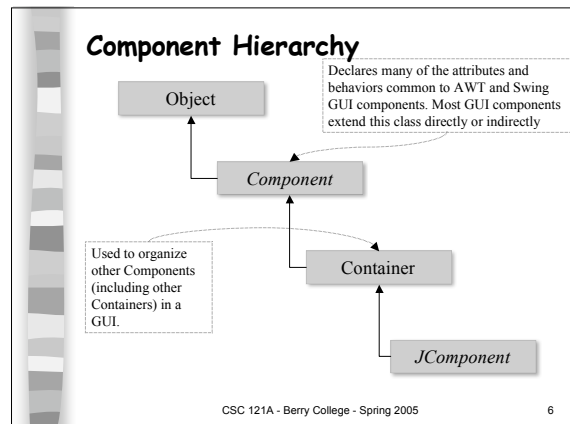 Component Hierarchy
Declares many of the attributes and
behaviors common to AWT and Swing
GUI components. Most GUI components
extend this class directly or indirectly
Object
Component
Used to organize
other Components
(including other
Containers) in a
GUI.
Container
JComponent
CSC 121A - Berry College - Spring 2005
6